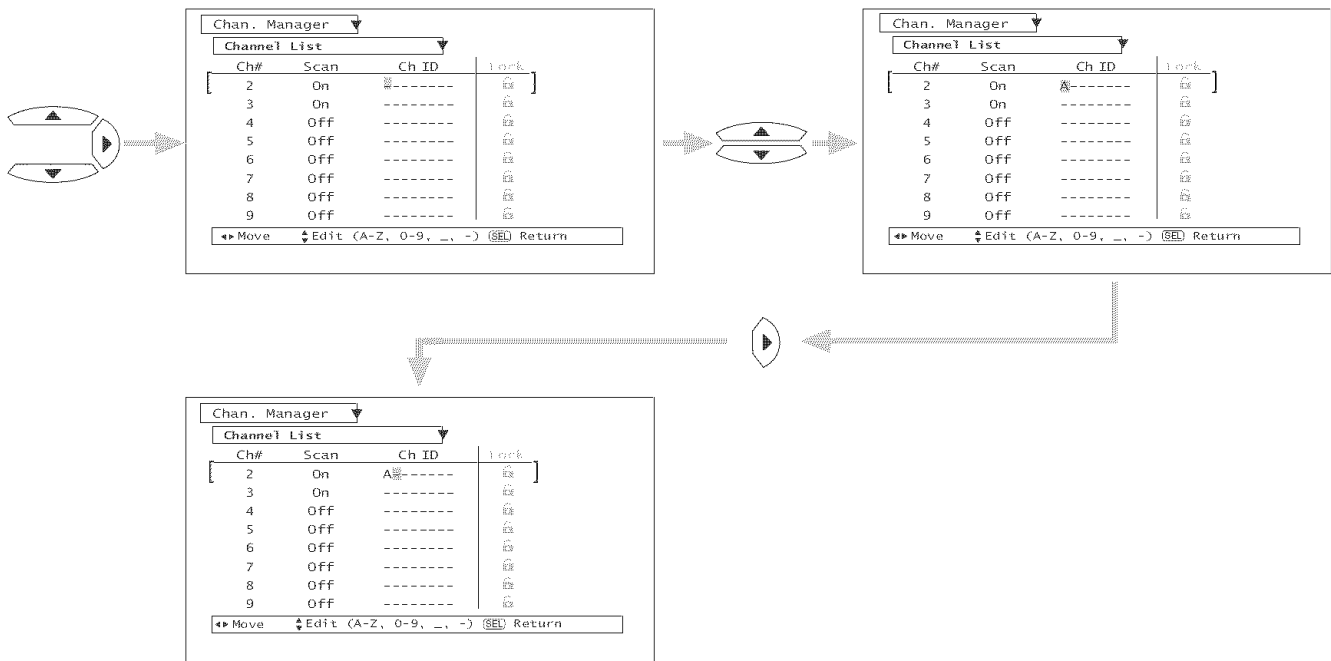 Chan. Manager
Channel List
Ch# Scan Ch ID Lock
2 On --------
3 On --------
4 Off --------
5 Off --------
6 Off --------
7 Off --------
8 Off --------
9 Off --------
Move Edit (A-Z, 0-9, _, -) SEL Return
Chan. Manager
Channel List
Ch# Scan Ch ID Lock
2 On A-------
3 On --------
4 Off --------
5 Off --------
6 Off --------
7 Off --------
8 Off --------
9 Off --------
Move Edit (A-Z, 0-9, _, -) SEL Return
Chan. Manager
Channel List
Ch# Scan Ch ID Lock
2 On A-------
3 On --------
4 Off --------
5 Off --------
6 Off --------
7 Off --------
8 Off --------
9 Off --------
Move Edit (A-Z, 0-9, _, -) SEL Return